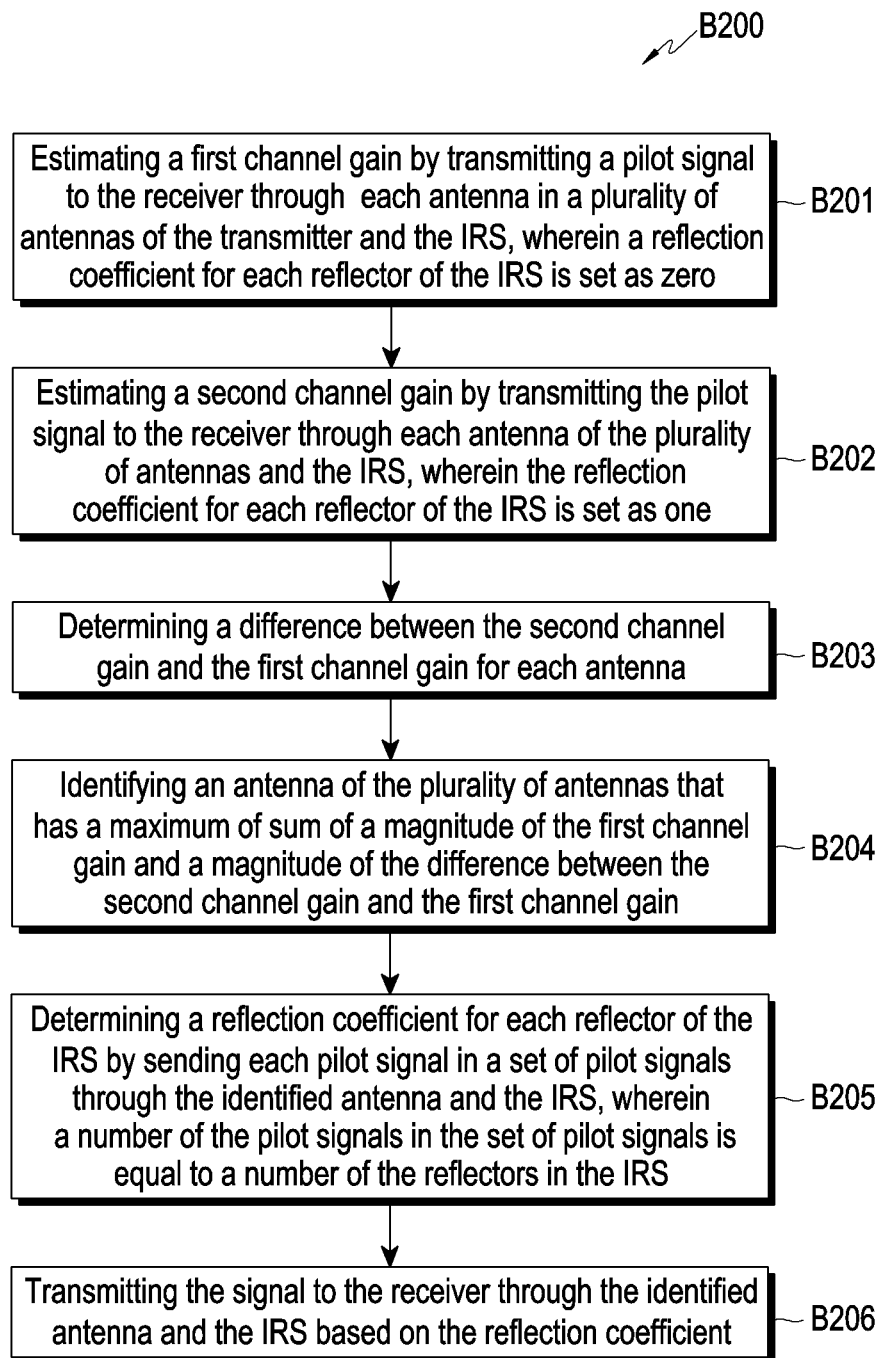 B200
Estimating a first channel gain by transmitting a pilot signal
to the receiver through each antenna in a plurality of
antennas of the transmitter and the IRS, wherein a reflection
coefficient for each reflector of the IRS is set as zero
B201
Estimating a second channel gain by transmitting the pilot
signal to the receiver through each antenna of the plurality
of antennas and the IRS, wherein the reflection
coefficient for each reflector of the IRS is set as one
B202
Determining a difference between the second channel
gain and the first channel gain for each antenna
B203
Identifying an antenna of the plurality of antennas that
has a maximum of sum of a magnitude of the first channel
gain and a magnitude of the difference between the
second channel gain and the first channel gain
B204
Determining a reflection coefficient for each reflector of the
IRS by sending each pilot signal in a set of pilot signals
through the identified antenna and the IRS, wherein
a number of the pilot signals in the set of pilot signals is
equal to a number of the reflectors in the IRS
B205
Transmitting the signal to the receiver through the identified
antenna and the IRS based on the reflection coefficient
B206